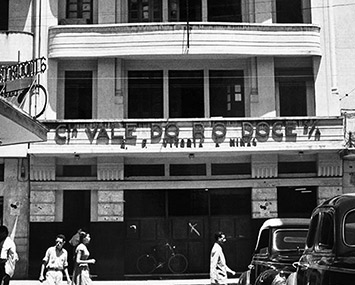 Cia VALE DO RIO DOCE S/A
E. F. VITORIA A MINAS